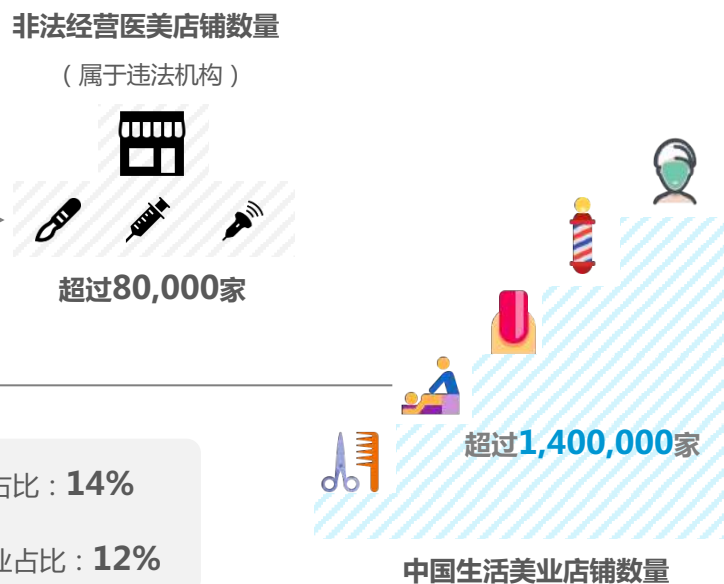 非法经营医美店铺数量
（属于违法机构）
超过80,000家
超过1,400,000家
占比：14%
业占比：12%
中国生活美业店铺数量